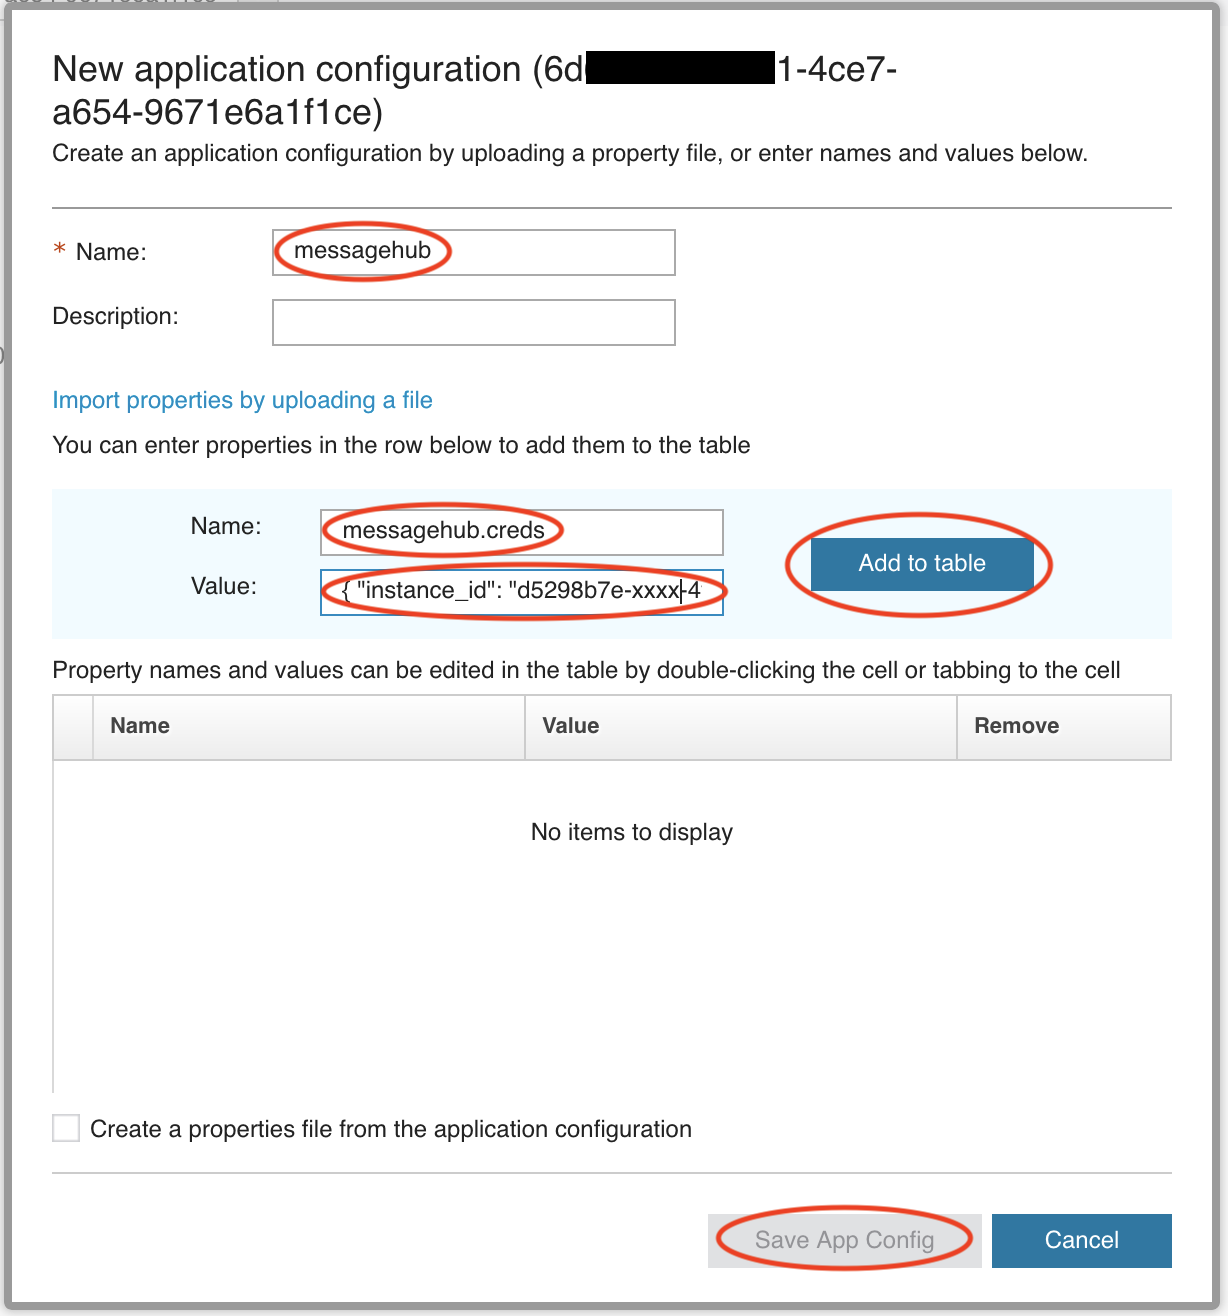 New application configuration (6d 1-4ce7-
a654-9671e6a1f1ce)
Create an application configuration by uploading a property file, or enter names and values below.
* Name: messagehub
Description:
Import properties by uploading a file
You can enter properties in the row below to add them to the table
Name: messagehub.creds
Add to table
Value: { "instance_id": "d5298b7e-xxxx-4
Property names and values can be edited in the table by double-clicking the cell or tabbing to the cell
Name Value Remove
No items to display
Create a properties file from the application configuration
Save App Config Cancel